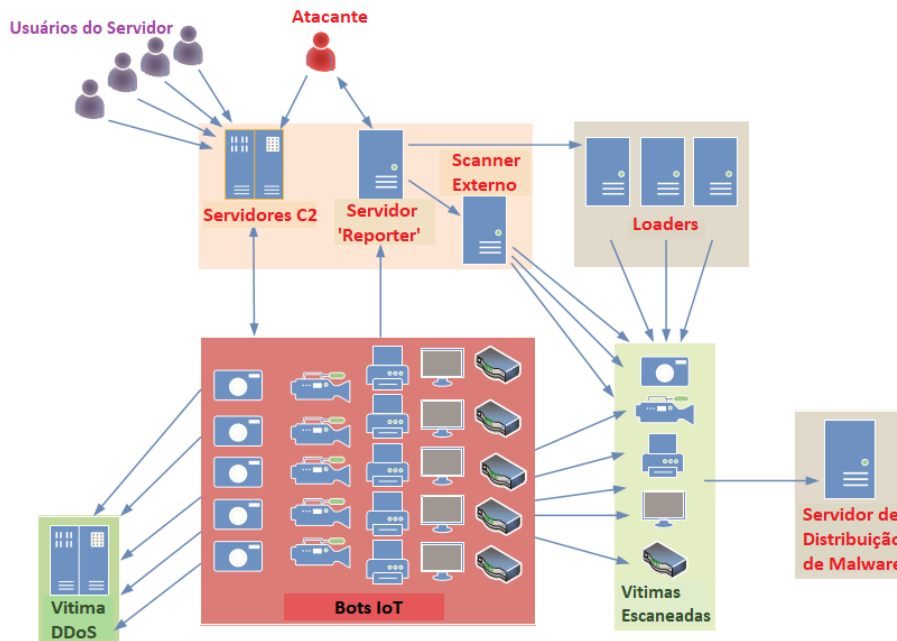 Usuários do Servidor
Atacante
Scanner
Externo
Servidores C2
Servidor
'Reporter'
Loaders
Servidor de
Distribuição
de Malware
Vitima
DDoS
Bots IoT
Vitimas
Escaneadas